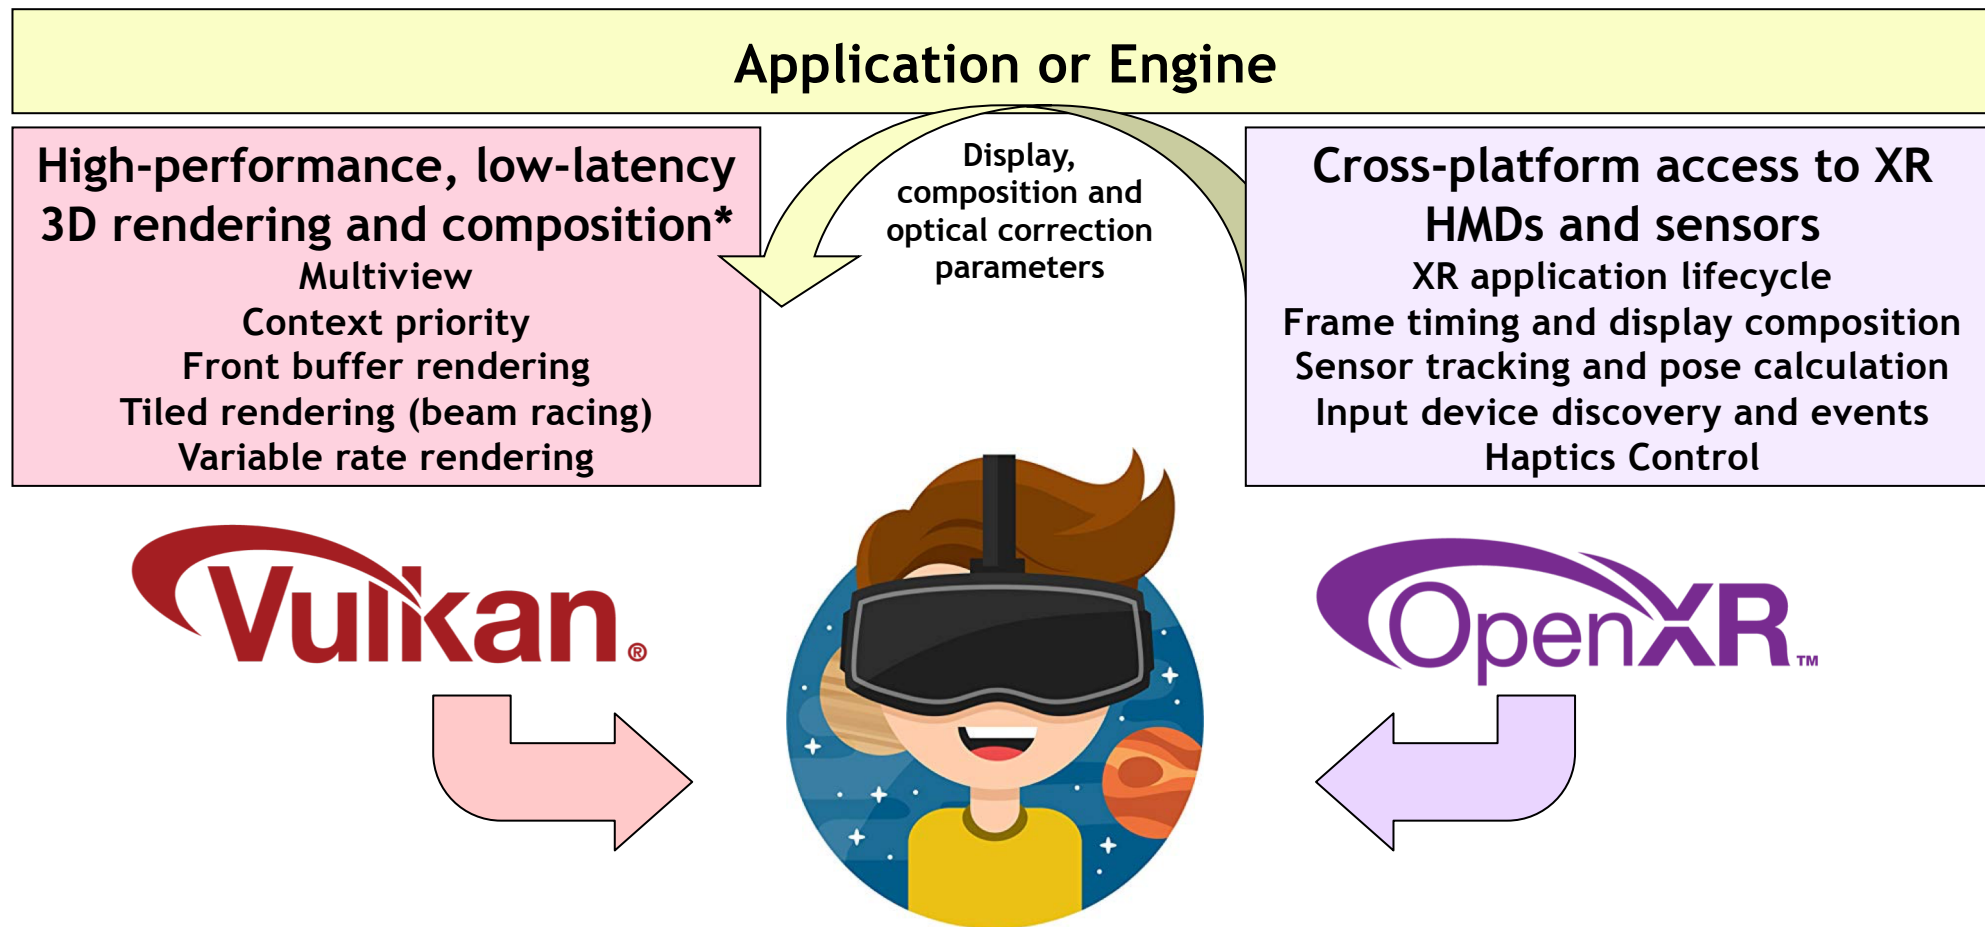 Application or Engine
High-performance, low-latency
3D rendering and composition*
Multiview
Context priority
Front buffer rendering
Tiled rendering (beam racing)
Variable rate rendering
Display,
composition and
optical correction
parameters
Cross-platform access to XR
HMDs and sensors
XR application lifecycle
Frame timing and display composition
Sensor tracking and pose calculation
Input device discovery and events
Haptics Control
Vulkan®
OpenXR™